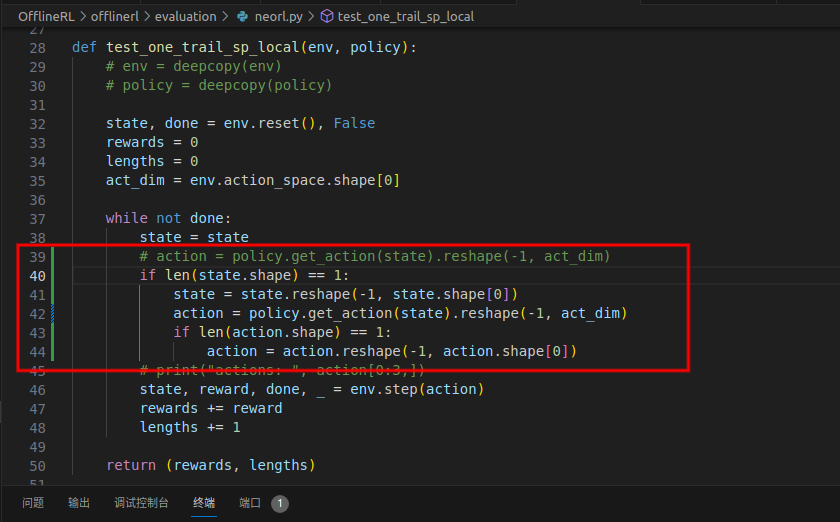 OfflineRL > offlinerl > evaluation > neorl.py > test_one_trail_sp_local
27
28 def test_one_trail_sp_local(env, policy):
29     # env = deepcopy(env)
30     # policy = deepcopy(policy)
31
32     state, done = env.reset(), False
33     rewards = 0
34     lengths = 0
35     act_dim = env.action_space.shape[0]
36
37     while not done:
38         state = state
39         # action = policy.get_action(state).reshape(-1, act_dim)
40         if len(state.shape) == 1:
41             state = state.reshape(-1, state.shape[0])
42             action = policy.get_action(state).reshape(-1, act_dim)
43             if len(action.shape) == 1:
44                 action = action.reshape(-1, action.shape[0])
45         # print("actions: ", action[0:3,])
46         state, reward, done, _ = env.step(action)
47         rewards += reward
48         lengths += 1
49
50     return (rewards, lengths)
51
问题 输出 调试控制台 终端 端口 1